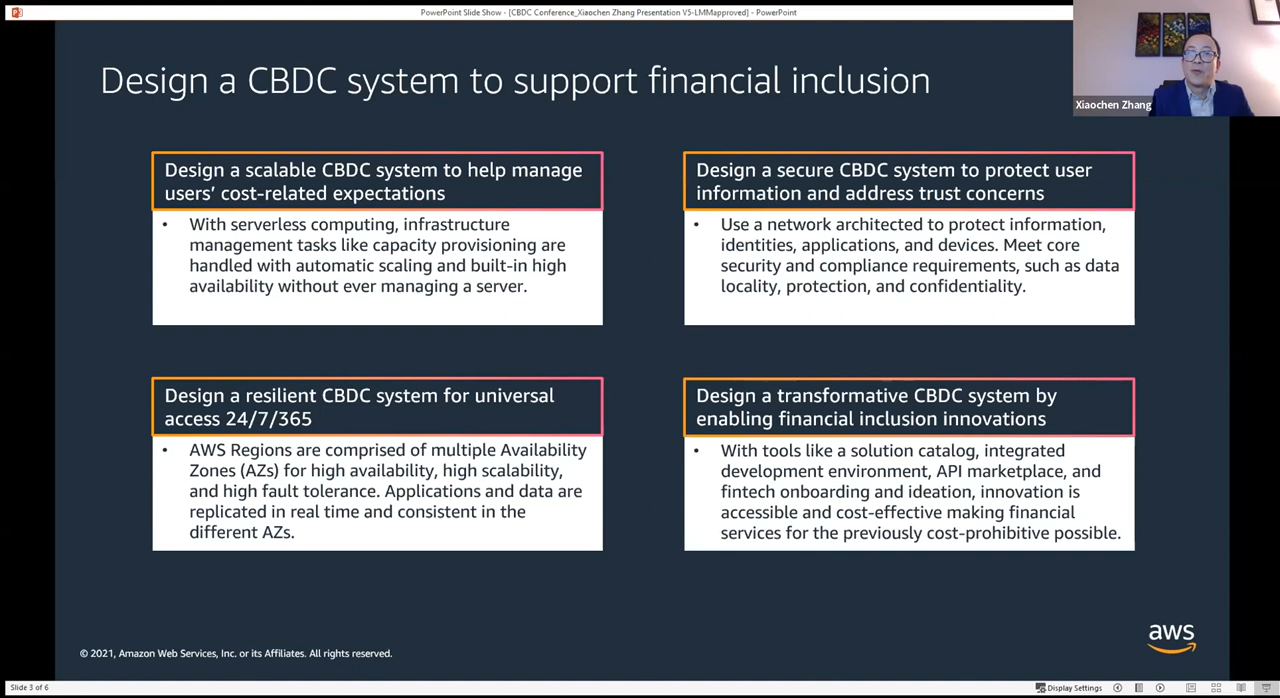 PowerPoint Slide Show - [CBDC Conference_Xiaochen Zhang Presentation V5-LMMapproved] - PowerPoint
Xiaochen Zhang
Design a CBDC system to support financial inclusion
Design a scalable CBDC system to help manage
users’ cost-related expectations
• With serverless computing, infrastructure
management tasks like capacity provisioning are
handled with automatic scaling and built-in high
availability without ever managing a server.
Design a secure CBDC system to protect user
information and address trust concerns
• Use a network architected to protect information,
identities, applications, and devices. Meet core
security and compliance requirements, such as data
locality, protection, and confidentiality.
Design a resilient CBDC system for universal
access 24/7/365
• AWS Regions are comprised of multiple Availability
Zones (AZs) for high availability, high scalability,
and high fault tolerance. Applications and data are
replicated in real time and consistent in the
different AZs.
Design a transformative CBDC system by
enabling financial inclusion innovations
• With tools like a solution catalog, integrated
development environment, API marketplace, and
fintech onboarding and ideation, innovation is
accessible and cost-effective making financial
services for the previously cost-prohibitive possible.
© 2021, Amazon Web Services, Inc. or its Affiliates. All rights reserved.
aws
Slide 3 of 6
Display Settings